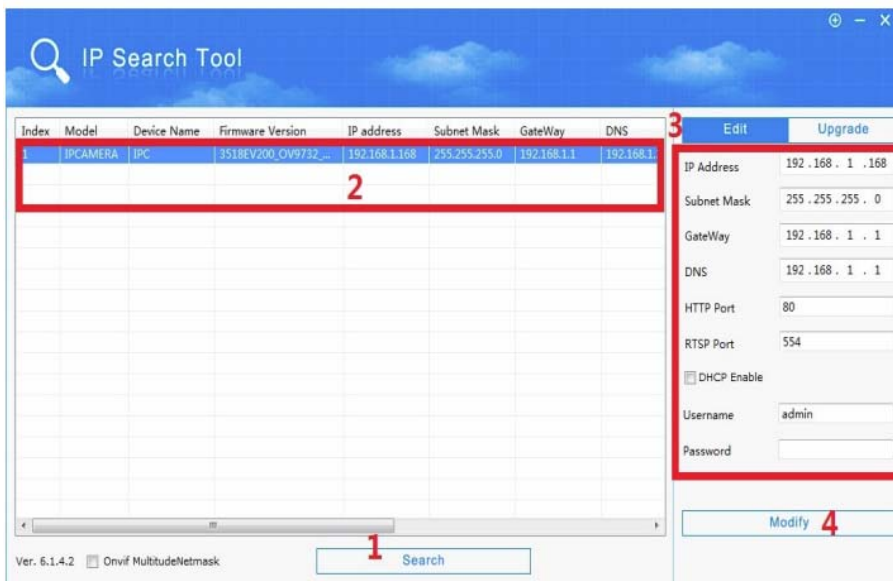 IP Search Tool
Index Model Device Name Firmware Version IP address Subnet Mask GateWay DNS
1 IPCAMERA IPC 3518EV200_OV9732_... 192.168.1.168 255.255.255.0 192.168.1.1 192.168.1.
2
3 Edit Upgrade
IP Address 192 .168 . 1 .168
Subnet Mask 255 .255 .255 . 0
GateWay 192 .168 . 1 . 1
DNS 192 .168 . 1 . 1
HTTP Port 80
RTSP Port 554
DHCP Enable
Username admin
Password
Modify 4
1 Search
Ver. 6.1.4.2 Onvif MultitudeNetmask